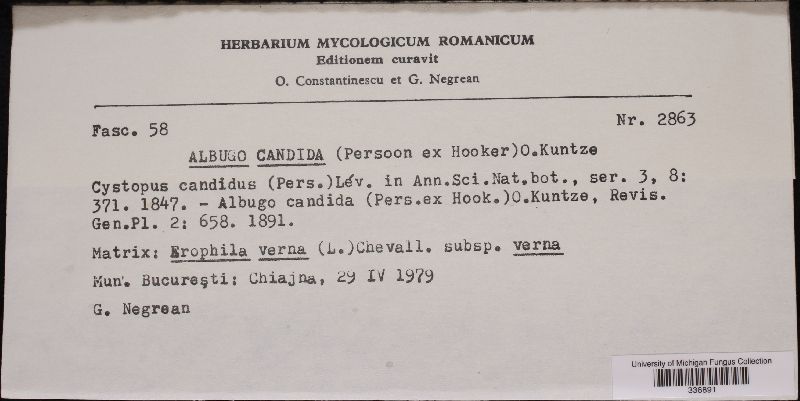 HERBARIUM MYCOLOGICUM ROMANICUM
Editionem curavit
O. Constantinescu et G. Negrean
Fasc. 58
Nr. 2863
ALBUGO CANDIDA (Persoon ex Hooker)O.Kuntze
Cystopus candidus (Pers.)Lév. in Ann.Sci.Nat.bot., ser. 3, 8:
371. 1847. - Albugo candida (Pers.ex Hook.)O.Kuntze, Revis.
Gen.Pl. 2: 658. 1891.
Matrix: Erophila verna (L.)Chevall. subsp. verna
Mun. Bucureşti: Chiajna, 29 IV 1979
G. Negrean
University of Michigan Fungus Collection
336891